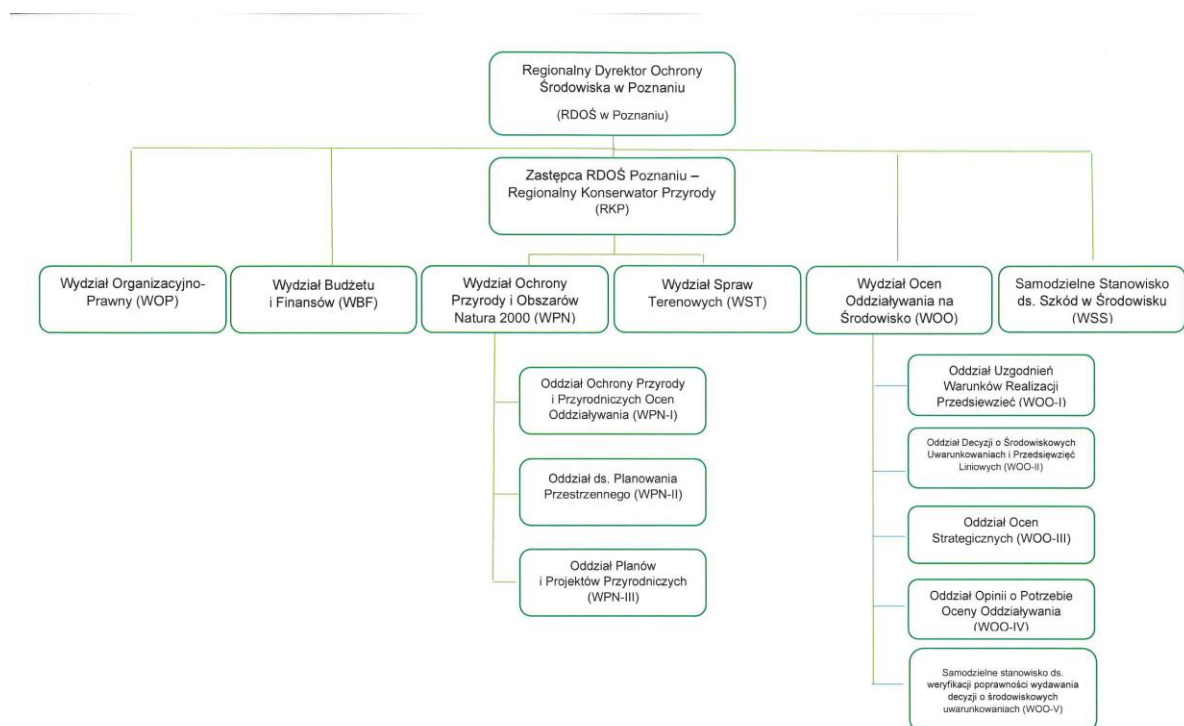 Regionalny Dyrektor Ochrony
Środowiska w Poznaniu
(RDOŚ w Poznaniu)
Zastępca RDOŚ Poznaniu –
Regionalny Konserwator Przyrody
(RKP)
Wydział Organizacyjno-
Prawny (WOP)
Wydział Budżetu
i Finansów (WBF)
Wydział Ochrony
Przyrody i Obszarów
Natura 2000 (WPN)
Wydział Spraw
Terenowych (WST)
Wydział Ocen
Oddziaływania na
Środowisko (WOO)
Samodzielne Stanowisko
ds. Szkód w Środowisku
(WSS)
Oddział Ochrony Przyrody
i Przyrodniczych Ocen
Oddziaływania (WPN-I)
Oddział ds. Planowania
Przestrzennego (WPN-II)
Oddział Planów
i Projektów Przyrodniczych
(WPN-III)
Oddział Uzgodnień
Warunków Realizacji
Przedsięwzięć (WOO-I)
Oddział Decyzji o Środowiskowych
Uwarunkowaniach i Przedsięwzięć
Liniowych (WOO-II)
Oddział Ocen
Strategicznych (WOO-III)
Oddział Opinii o Potrzebie
Oceny Oddziaływania
(WOO-IV)
Samodzielne stanowisko ds.
weryfikacji poprawności wydawania
decyzji o środowiskowych
uwarunkowaniach (WOO-V)